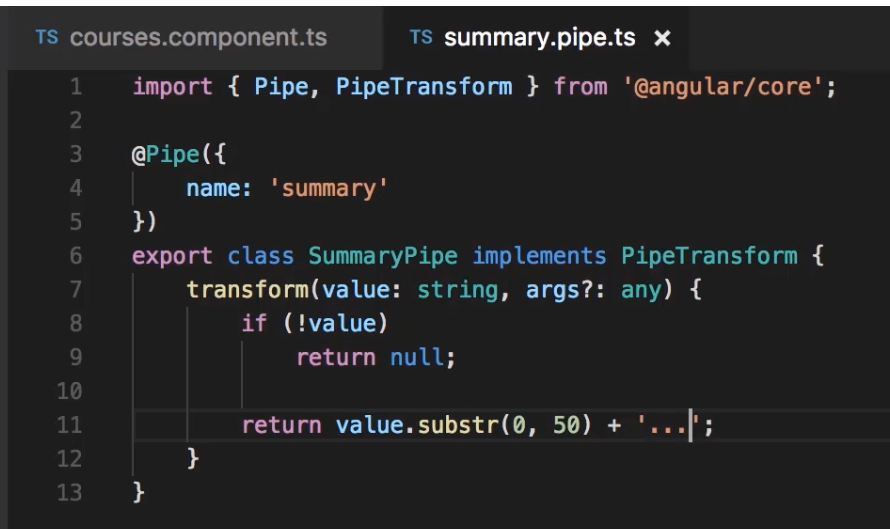 TS courses.component.ts TS summary.pipe.ts ×
1 import { Pipe, PipeTransform } from '@angular/core';
2
3 @Pipe({
4     name: 'summary'
5 })
6 export class SummaryPipe implements PipeTransform {
7     transform(value: string, args?: any) {
8         if (!value)
9             return null;
10
11         return value.substr(0, 50) + '...';
12     }
13 }